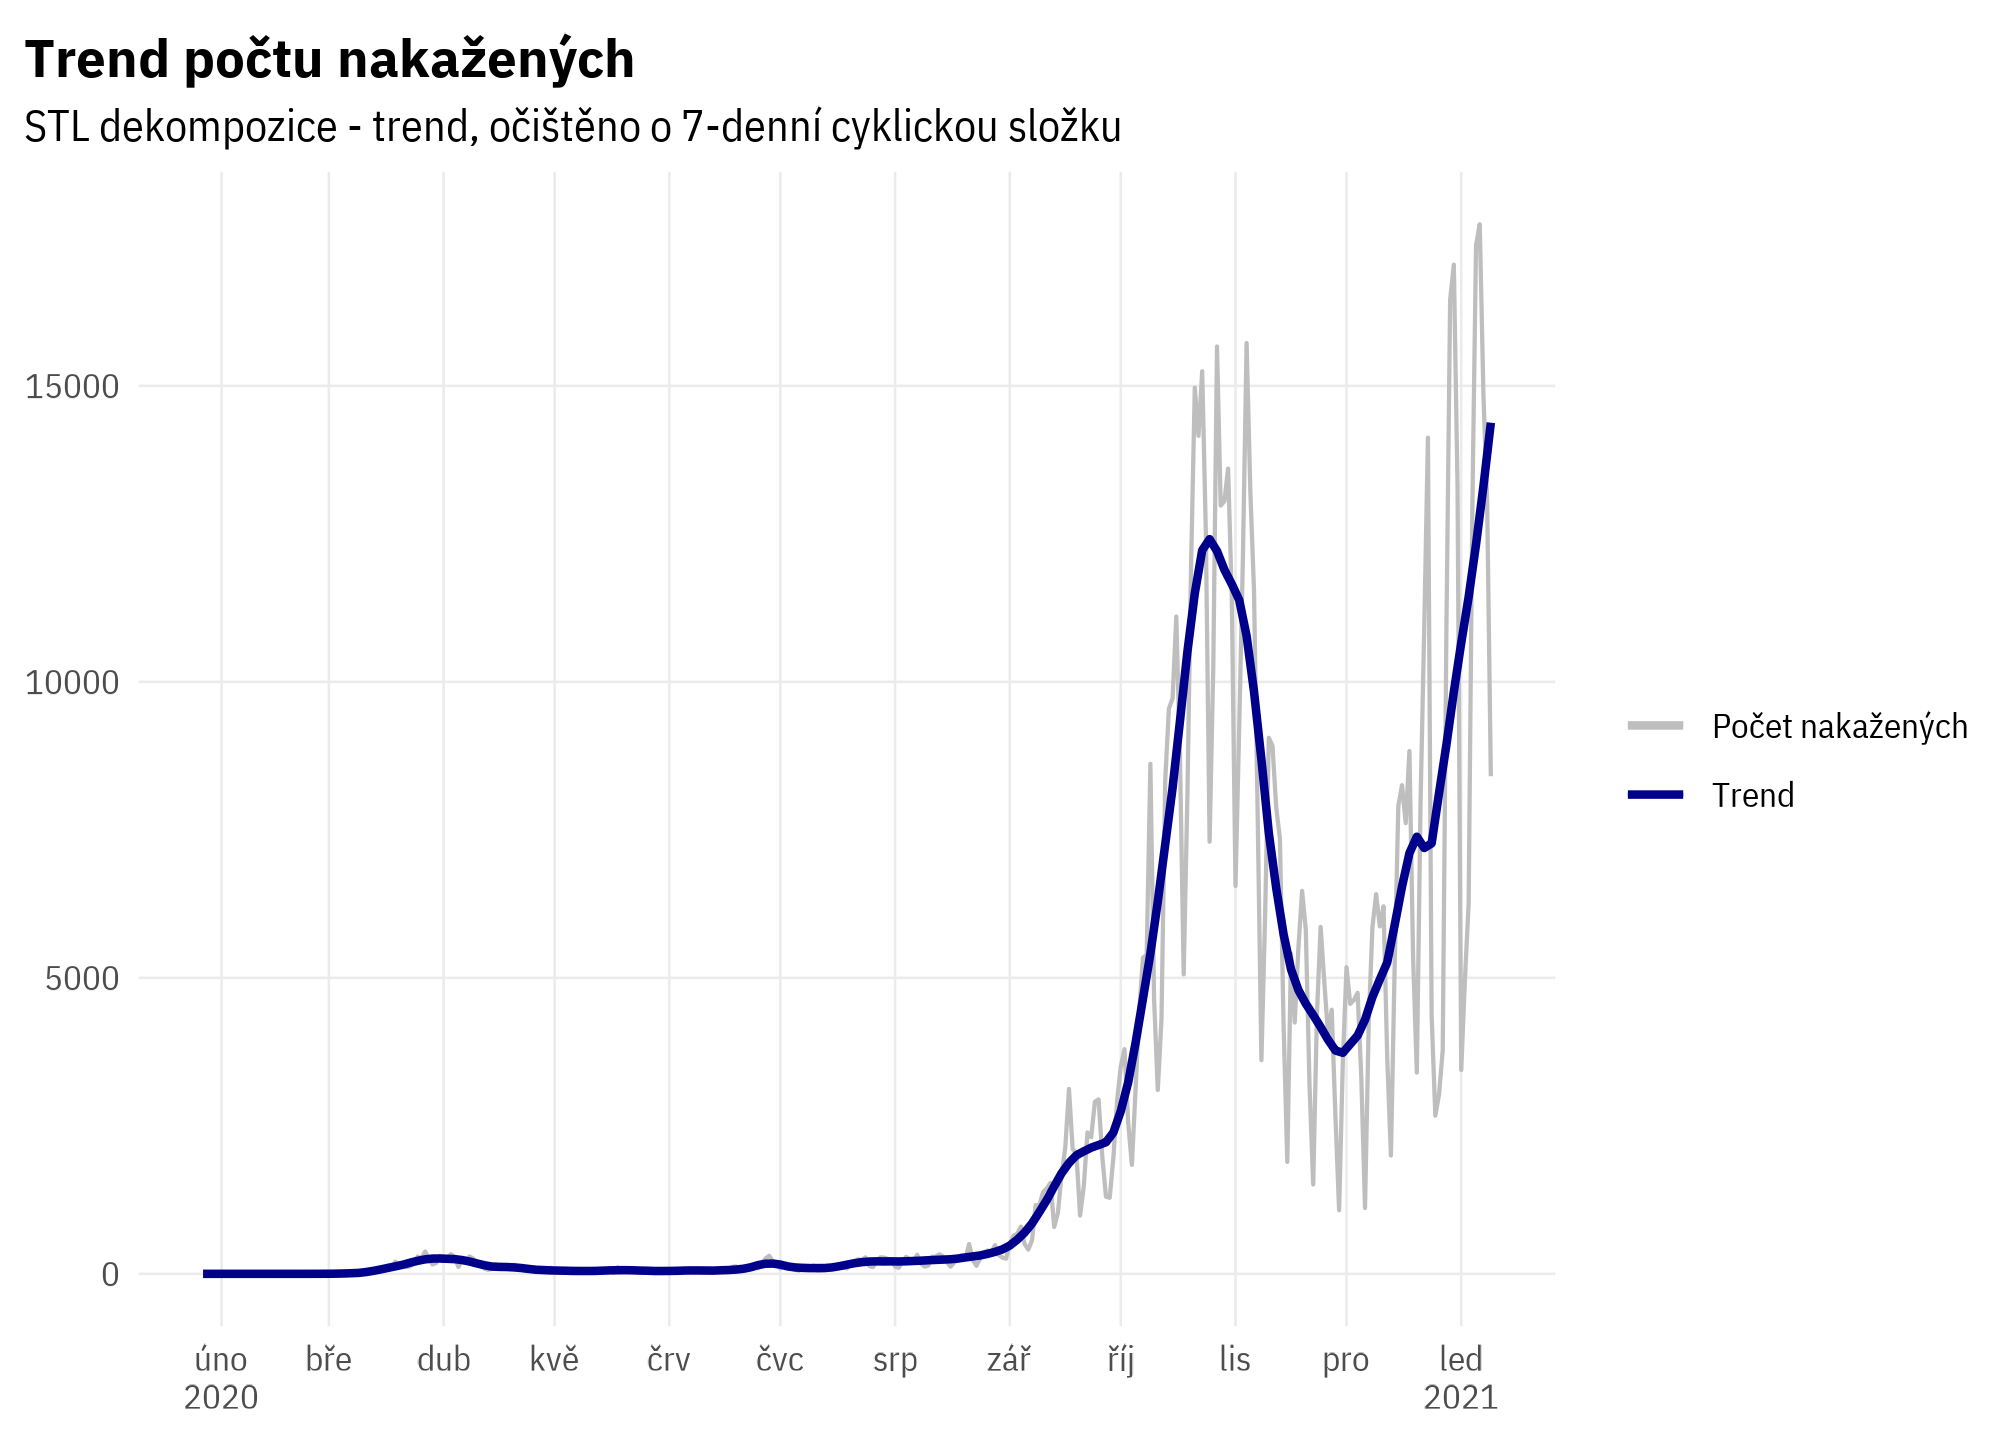 Trend počtu nakažených
STL dekompozice - trend, očištěno o 7-denní cyklickou složku
15000
10000
5000
0
úno bře dub kvě črv čvc srp zář říj lis pro led
2020 2021
Počet nakažených
Trend